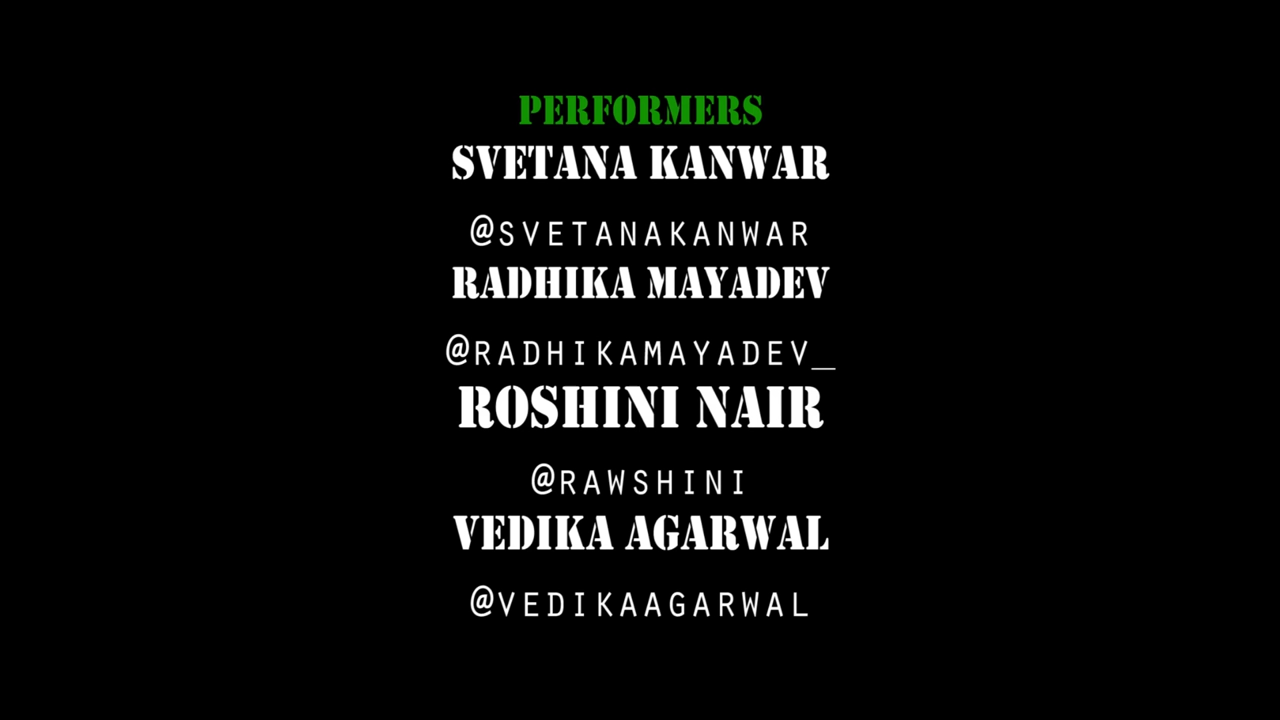 PERFORMERS
SVETANA KANWAR
@SVETANAKANWAR
RADHIKA MAYADEV
@RADHIKAMAYADEV_
ROSHINI NAIR
@RAWSHINI
VEDIKA AGARWAL
@VEDIKAAGARWAL